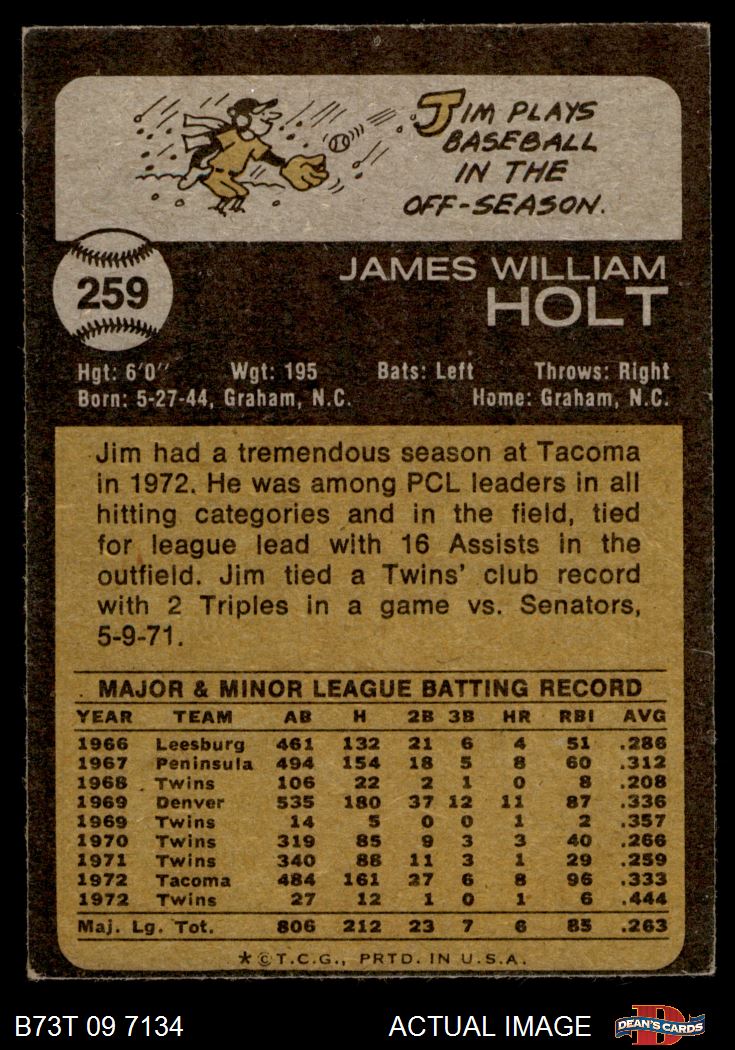 JIM PLAYS
BASEBALL
IN THE
OFF-SEASON.
259
JAMES WILLIAM
HOLT
Hgt: 6'0" Wgt: 195 Bats: Left Throws: Right
Born: 5-27-44, Graham, N.C. Home: Graham, N.C.
Jim had a tremendous season at Tacoma
in 1972. He was among PCL leaders in all
hitting categories and in the field, tied
for league lead with 16 Assists in the
outfield. Jim tied a Twins' club record
with 2 Triples in a game vs. Senators,
5-9-71.
MAJOR & MINOR LEAGUE BATTING RECORD
YEAR TEAM AB H 2B 3B HR RBI AVG
1966 Leesburg 461 132 21 6 4 51 .286
1967 Peninsula 494 154 18 5 8 60 .312
1968 Twins 106 22 2 1 0 8 .208
1969 Denver 535 180 37 12 11 87 .336
1969 Twins 14 5 0 0 1 2 .357
1970 Twins 319 85 9 3 3 40 .266
1971 Twins 340 88 11 3 1 29 .259
1972 Tacoma 484 161 27 6 8 96 .333
1972 Twins 27 12 1 0 1 6 .444
Maj. Lg. Tot. 806 212 23 7 6 85 .263
*©T.C.G., PRTD. IN U.S.A.
B73T 09 7134 ACTUAL IMAGE DEAN'S CARDS